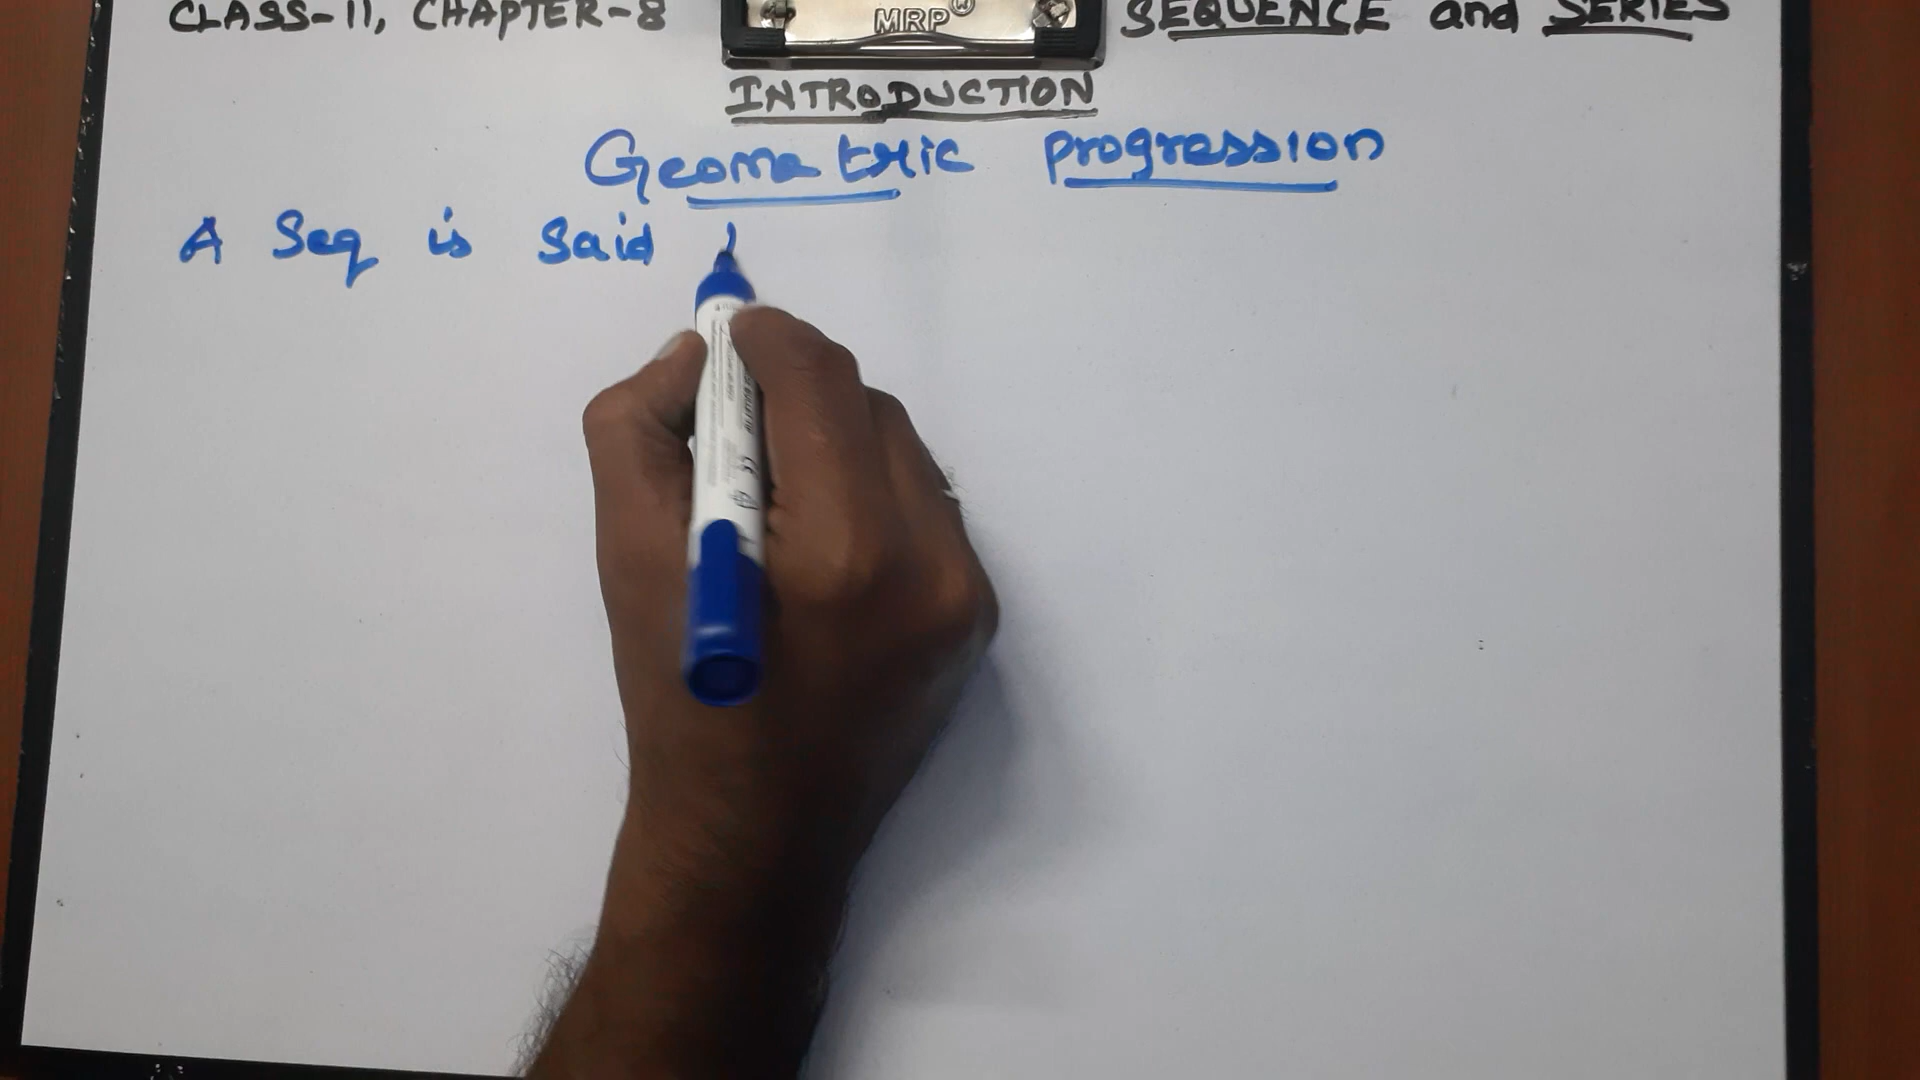 CLASS-11, CHAPTER-8 MRP SEQUENCE and SERIES
INTRODUCTION
Geometric progression
A Seq is said